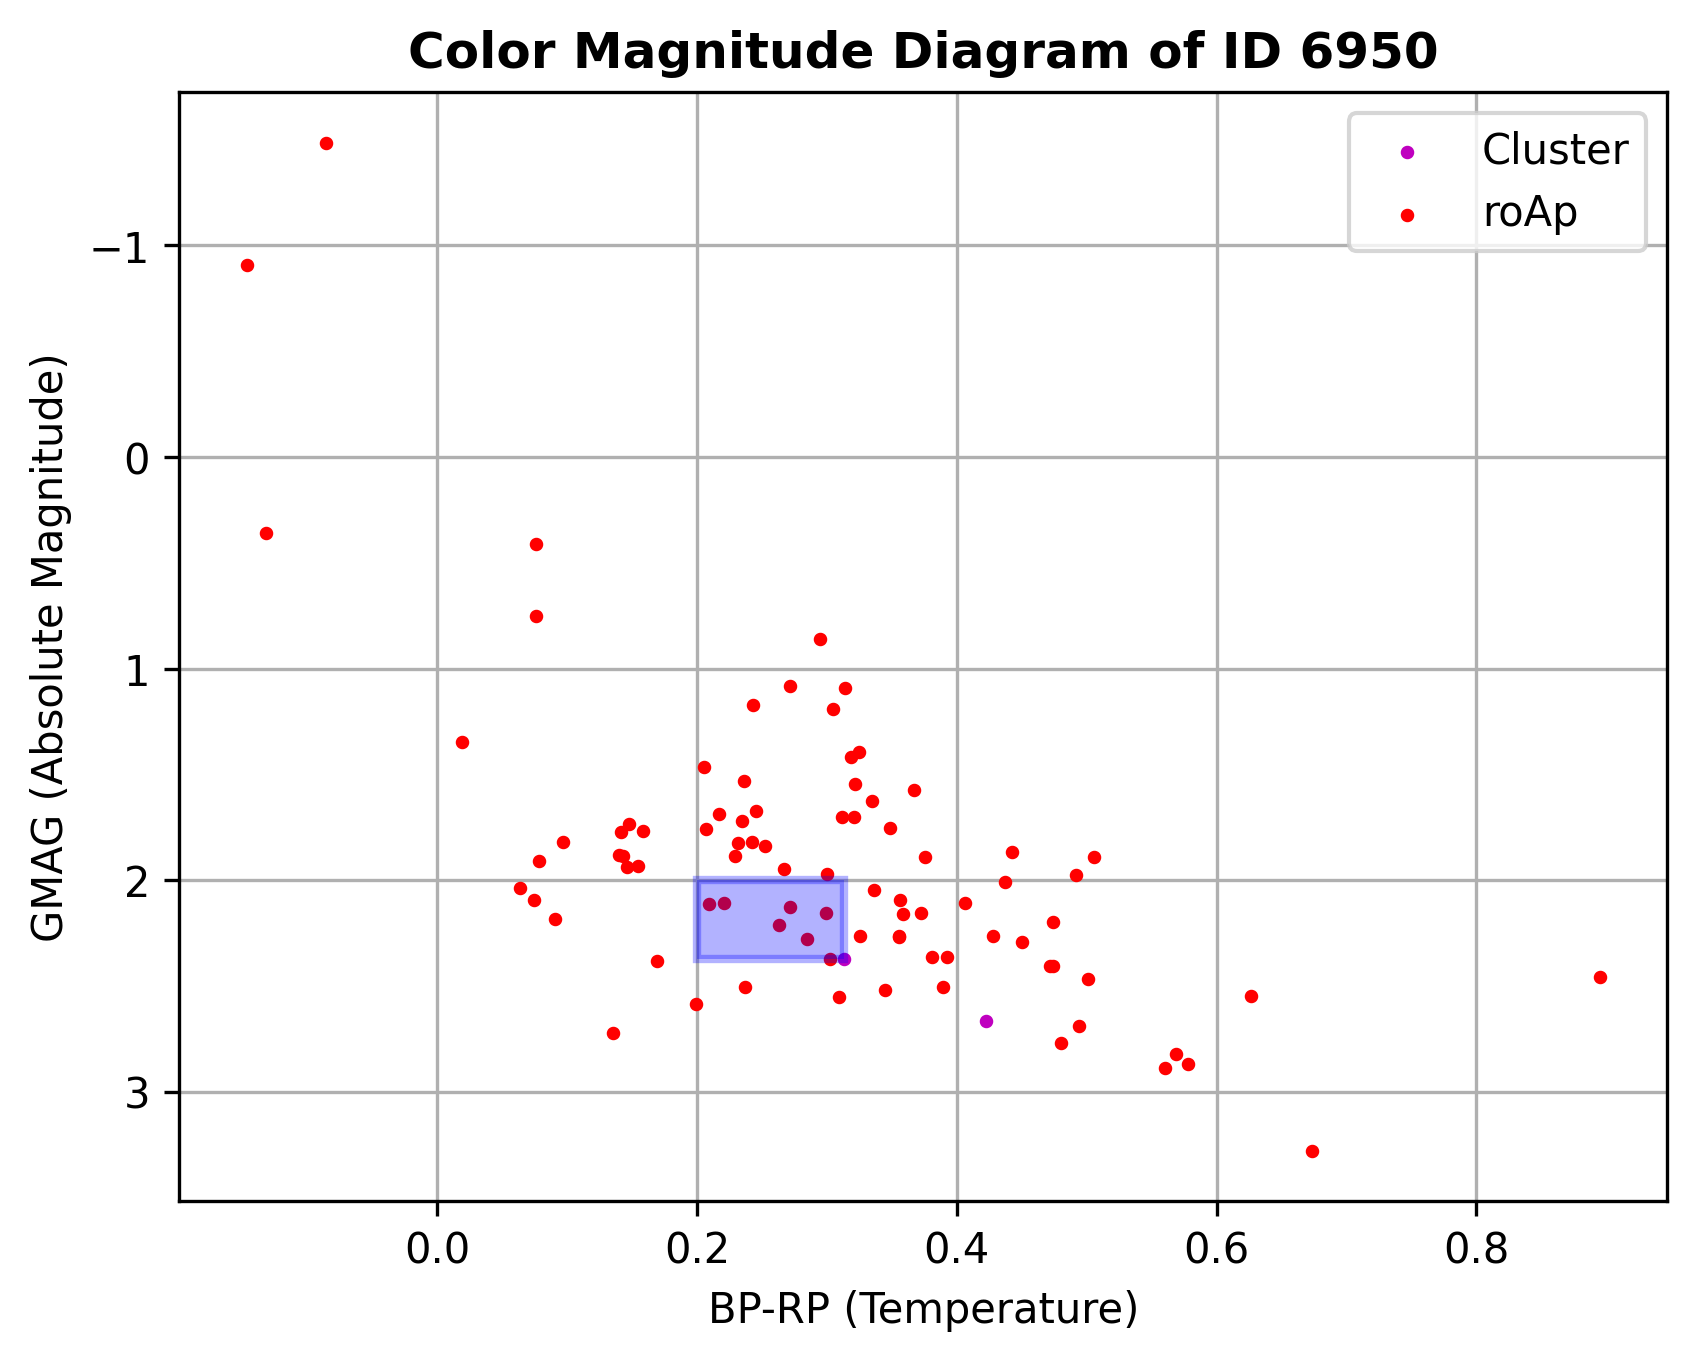 Color Magnitude Diagram of ID 6950
Cluster
roAp
GMAG (Absolute Magnitude)
−1
0
1
2
3
0.0 0.2 0.4 0.6 0.8
BP-RP (Temperature)